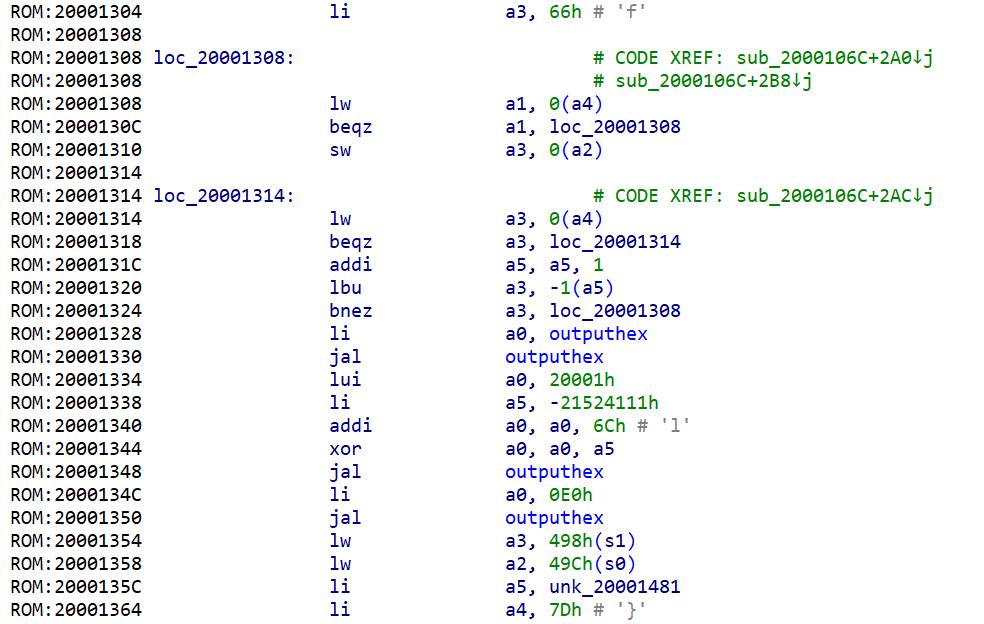 ROM:20001304 li a3, 66h # 'f'
ROM:20001308
ROM:20001308 loc_20001308: # CODE XREF: sub_2000106C+2A0↓j
ROM:20001308 # sub_2000106C+2B8↓j
ROM:20001308 lw a1, 0(a4)
ROM:2000130C beqz a1, loc_20001308
ROM:20001310 sw a3, 0(a2)
ROM:20001314
ROM:20001314 loc_20001314: # CODE XREF: sub_2000106C+2AC↓j
ROM:20001314 lw a3, 0(a4)
ROM:20001318 beqz a3, loc_20001314
ROM:2000131C addi a5, a5, 1
ROM:20001320 lbu a3, -1(a5)
ROM:20001324 bnez a3, loc_20001308
ROM:20001328 li a0, outputhex
ROM:20001330 jal outputhex
ROM:20001334 lui a0, 20001h
ROM:20001338 li a5, -21524111h
ROM:20001340 addi a0, a0, 6Ch # 'l'
ROM:20001344 xor a0, a0, a5
ROM:20001348 jal outputhex
ROM:2000134C li a0, 0E0h
ROM:20001350 jal outputhex
ROM:20001354 lw a3, 498h(s1)
ROM:20001358 lw a2, 49Ch(s0)
ROM:2000135C li a5, unk_20001481
ROM:20001364 li a4, 7Dh # '}'